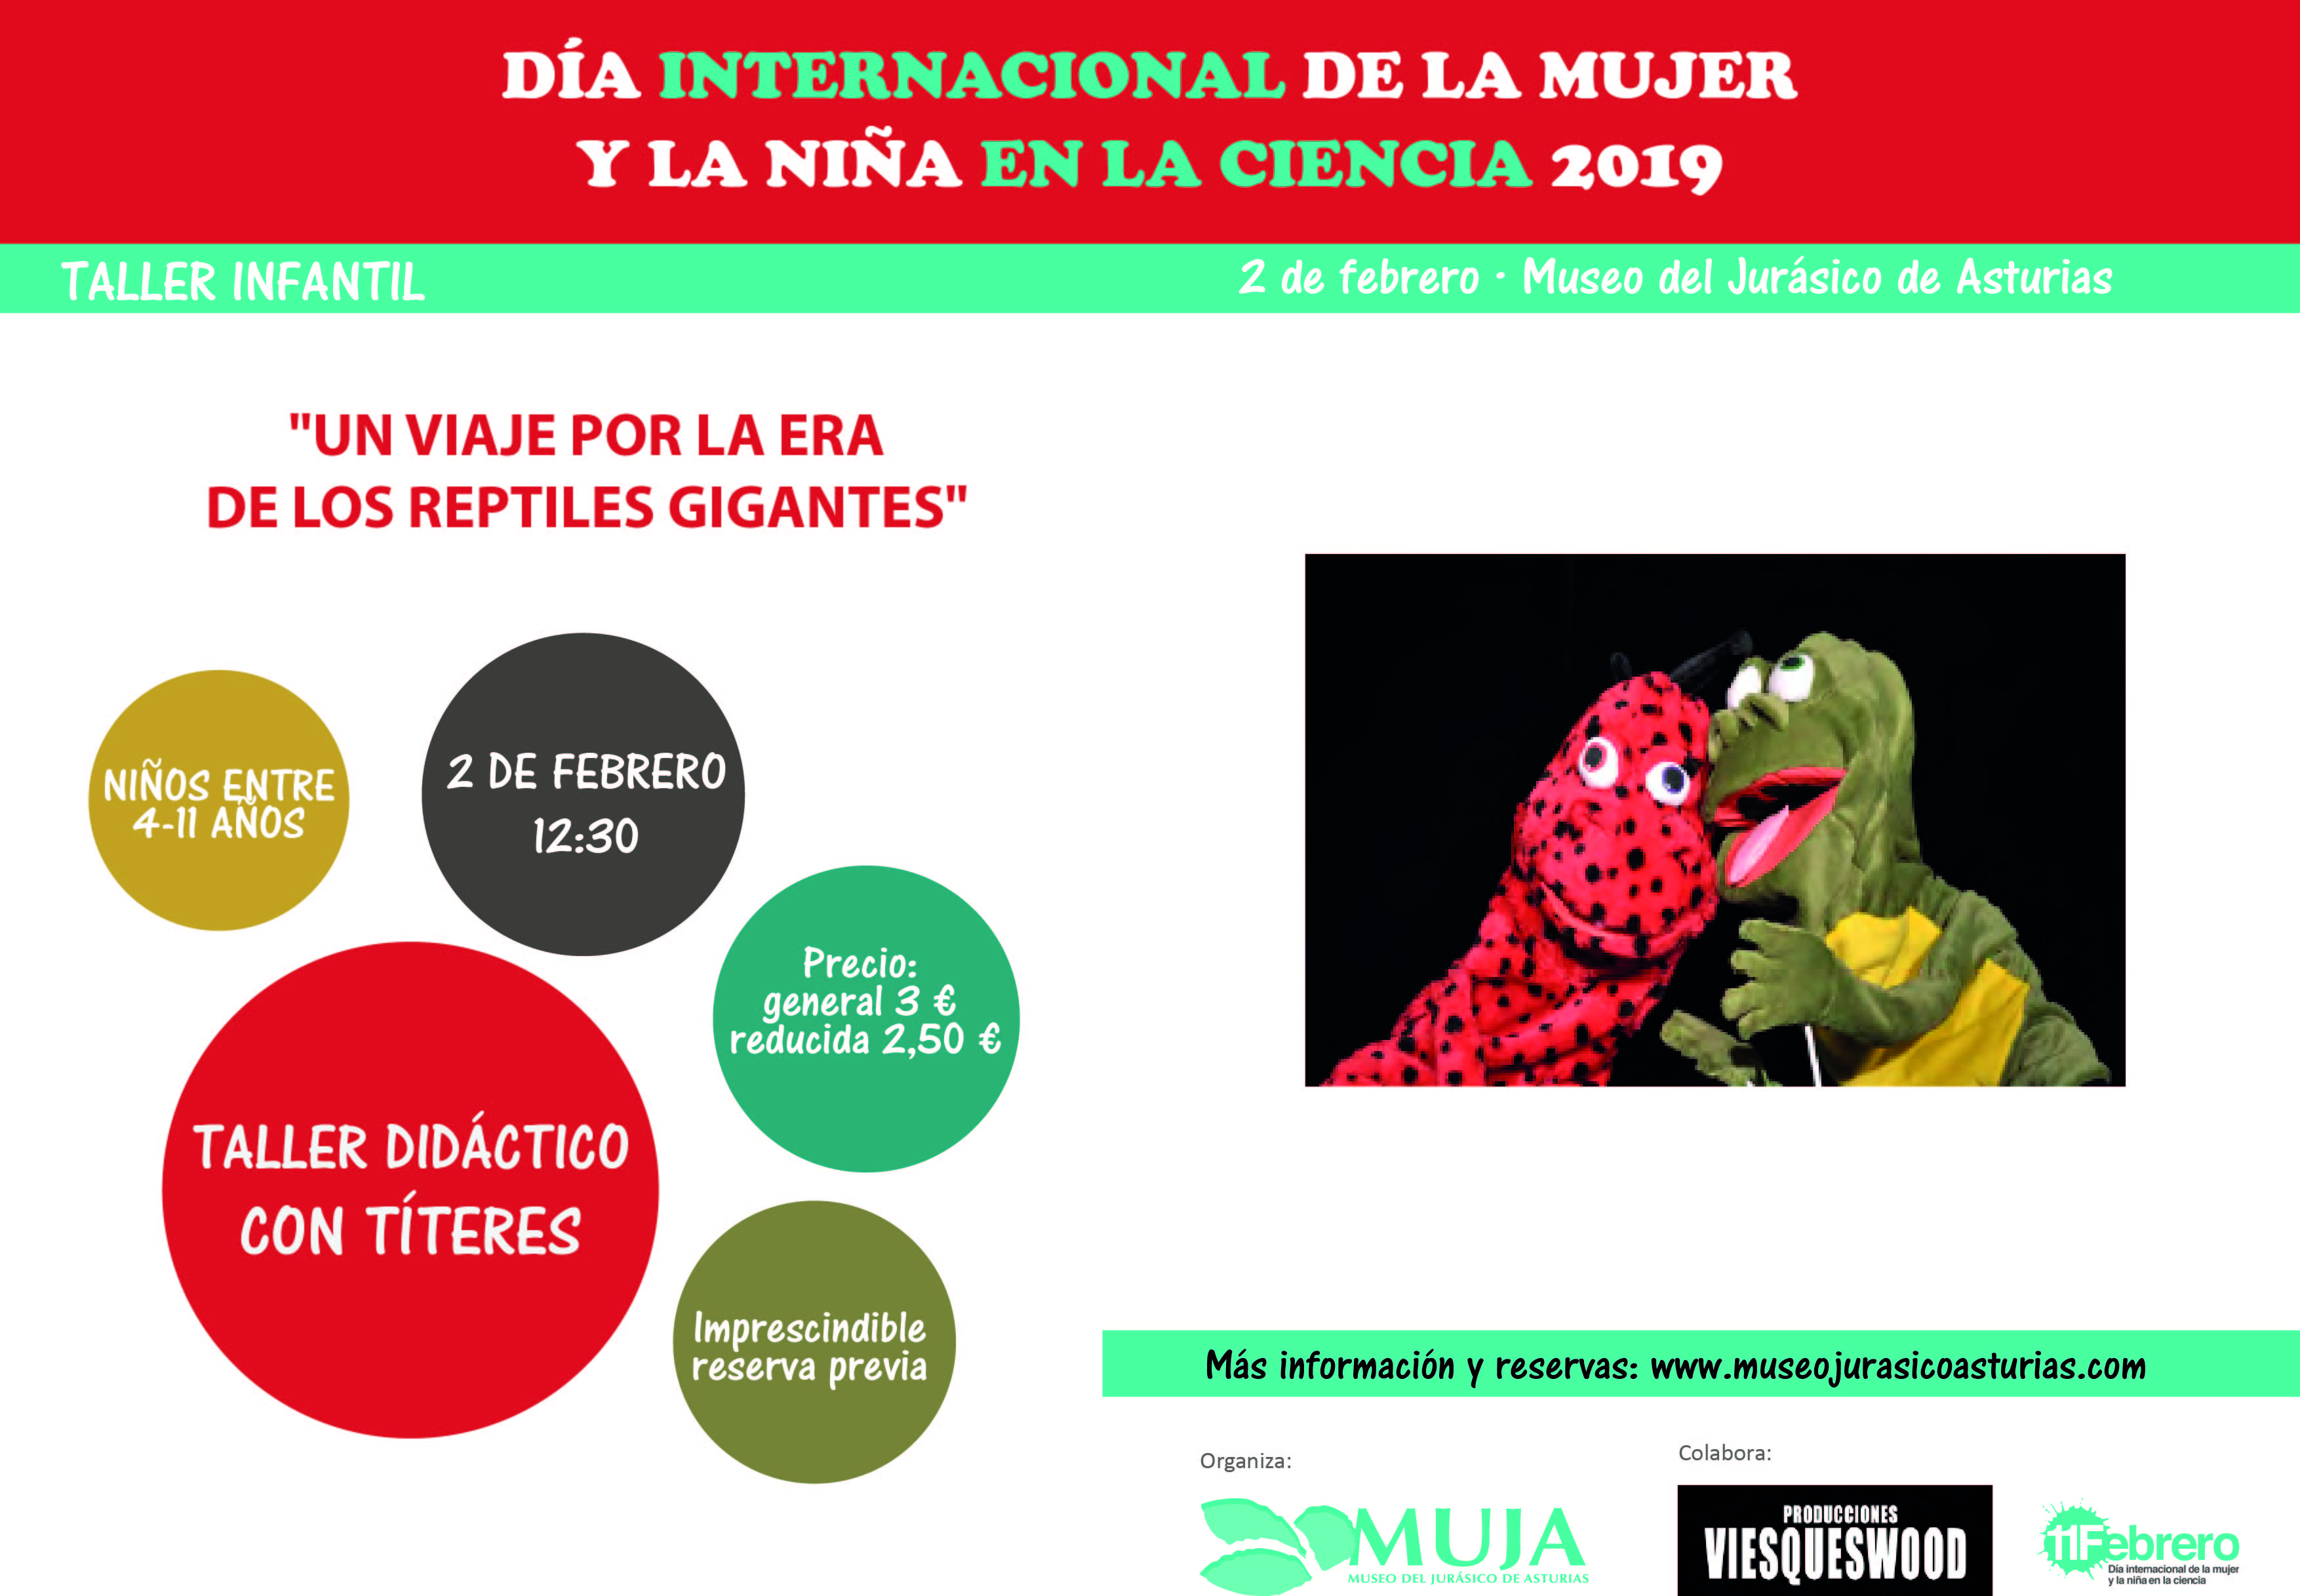 DÍA INTERNACIONAL DE LA MUJER
Y LA NIÑA EN LA CIENCIA 2019
TALLER INFANTIL
2 de febrero · Museo del Jurásico de Asturias
"UN VIAJE POR LA ERA
DE LOS REPTILES GIGANTES"
NIÑOS ENTRE
4-11 AÑOS
2 DE FEBRERO
12:30
Precio:
general 3 €
reducida 2,50 €
TALLER DIDÁCTICO
CON TÍTERES
Imprescindible
reserva previa
Más información y reservas: www.museojurasicoasturias.com
Organiza:
MUJA
MUSEO DEL JURÁSICO DE ASTURIAS
Colabora:
PRODUCCIONES
VIESQUESWOOD
11Febrero
Día internacional de la mujer
y la niña en la ciencia